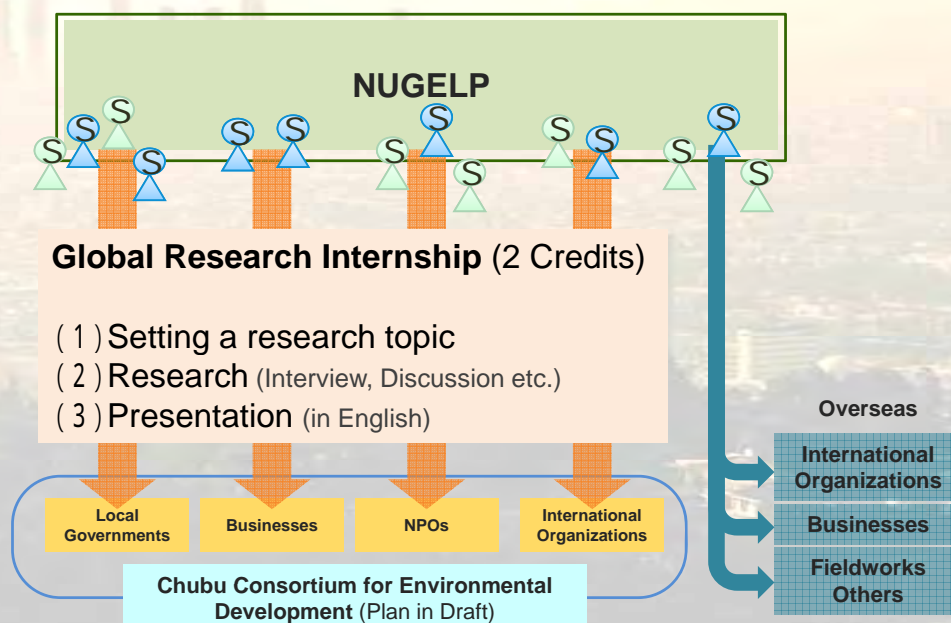 NUGELP
S
S
S
S
S
S
S
S
S
S
S
S
S
Global Research Internship (2 Credits)
(1)Setting a research topic
(2)Research (Interview, Discussion etc.)
(3)Presentation (in English)
Local
Governments
Businesses
NPOs
International
Organizations
Chubu Consortium for Environmental
Development (Plan in Draft)
Overseas
International
Organizations
Businesses
Fieldworks
Others